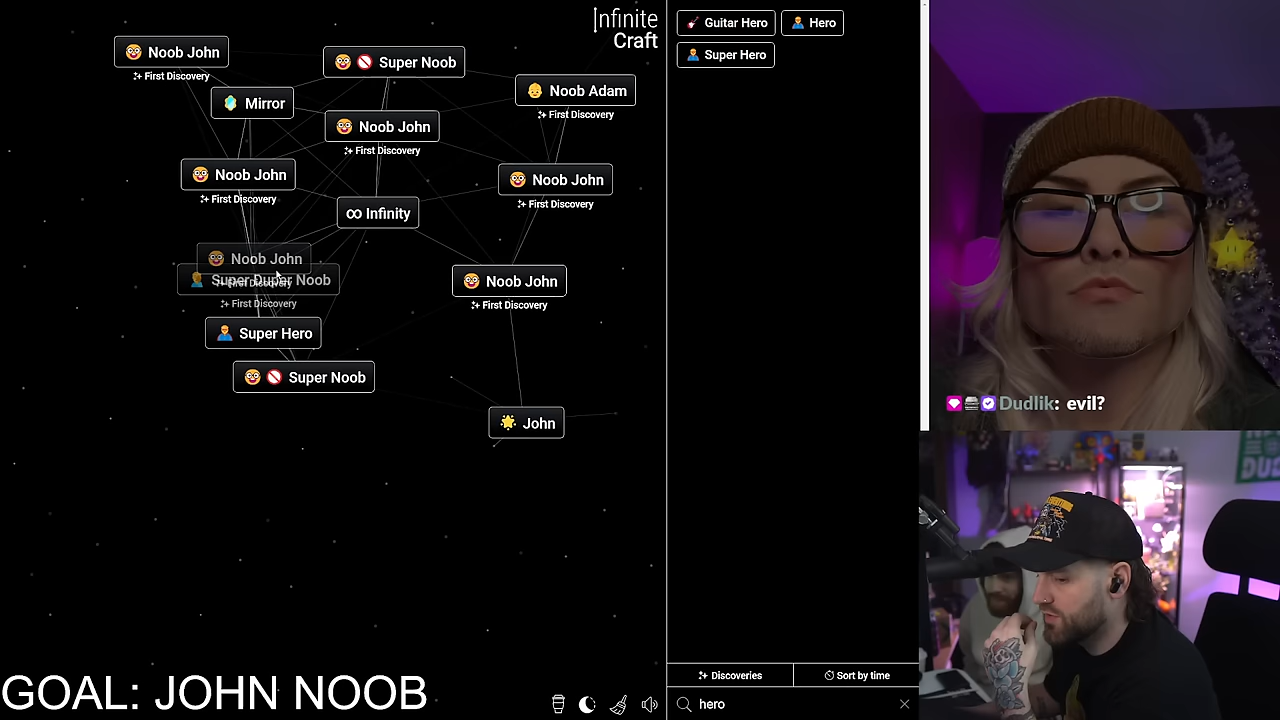 Infinite
Craft
Noob John
First Discovery
Super Noob
Noob Adam
First Discovery
Mirror
Noob John
First Discovery
Noob John
First Discovery
Noob John
First Discovery
∞ Infinity
Noob John
Super Duper Noob
First Discovery
Noob John
First Discovery
Super Hero
Super Noob
John
GOAL: JOHN NOOB
Guitar Hero
Hero
Super Hero
Discoveries
Sort by time
hero
Dudlik: evil?